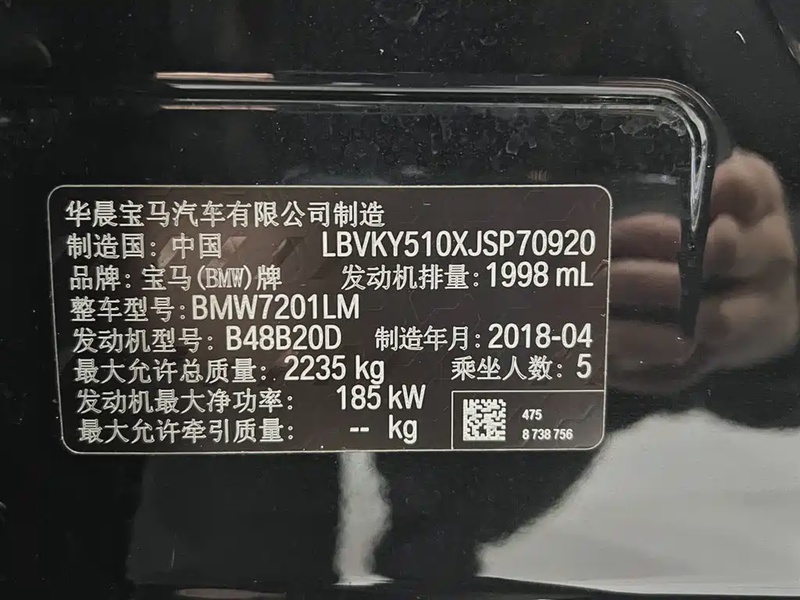 华晨宝马汽车有限公司制造
制造国: 中国 LBVKY510XJSP70920
品牌: 宝马(BMW)牌 发动机排量: 1998 mL
整车型号: BMW7201LM
发动机型号: B48B20D 制造年月: 2018-04
最大允许总质量: 2235 kg 乘坐人数: 5
发动机最大净功率: 185 kW
最大允许牵引质量: -- kg
475
8 738 756